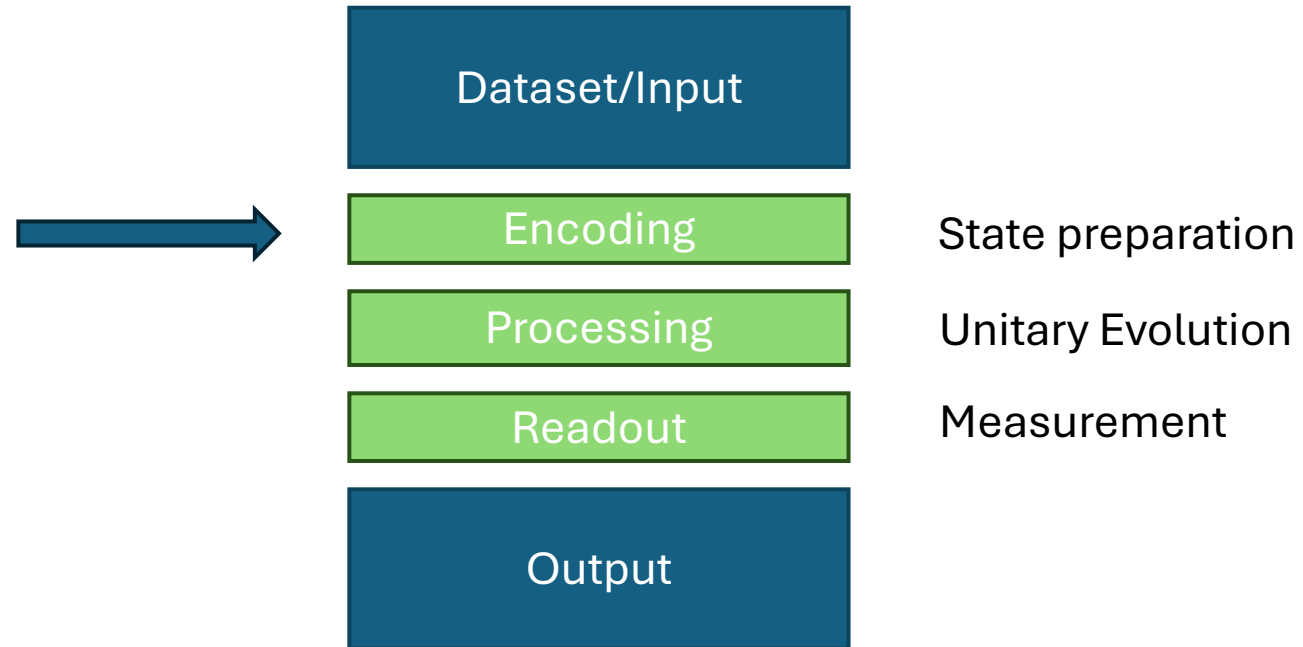 Dataset/Input
Encoding
State preparation
Processing
Unitary Evolution
Readout
Measurement
Output